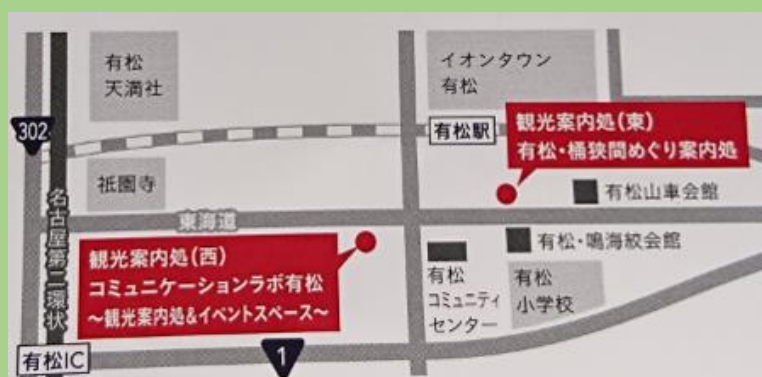 有松
天満社
イオンタウン
有松
302
有松駅
観光案内処(東)
有松・桶狭間めぐり案内処
祇園寺
有松山車会館
東海道
名古屋第二環状
観光案内処(西)
コミュニケーションラボ有松
～観光案内処&イベントスペース～
有松・鳴海絞会館
有松
コミュニティ
センター
有松
小学校
有松IC
1